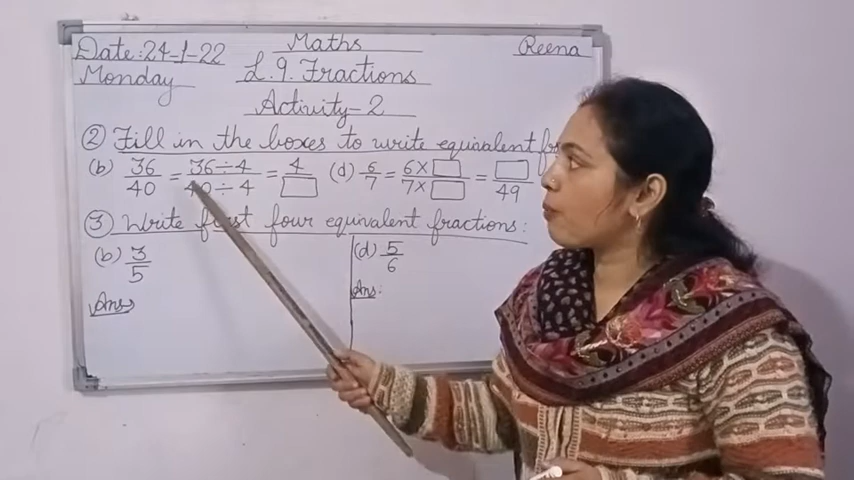 Date: 24-1-22 Maths Reena
Monday L.9. Fractions
Activity-2
② Fill in the boxes to write equivalent
(b) 36/40 = 36÷4/40÷4 = 4/□ (d) 6/7 = 6×□/7×□ = □/49
③ Write first four equivalent fractions:
(b) 3/5 (d) 5/6
Ans Ans: